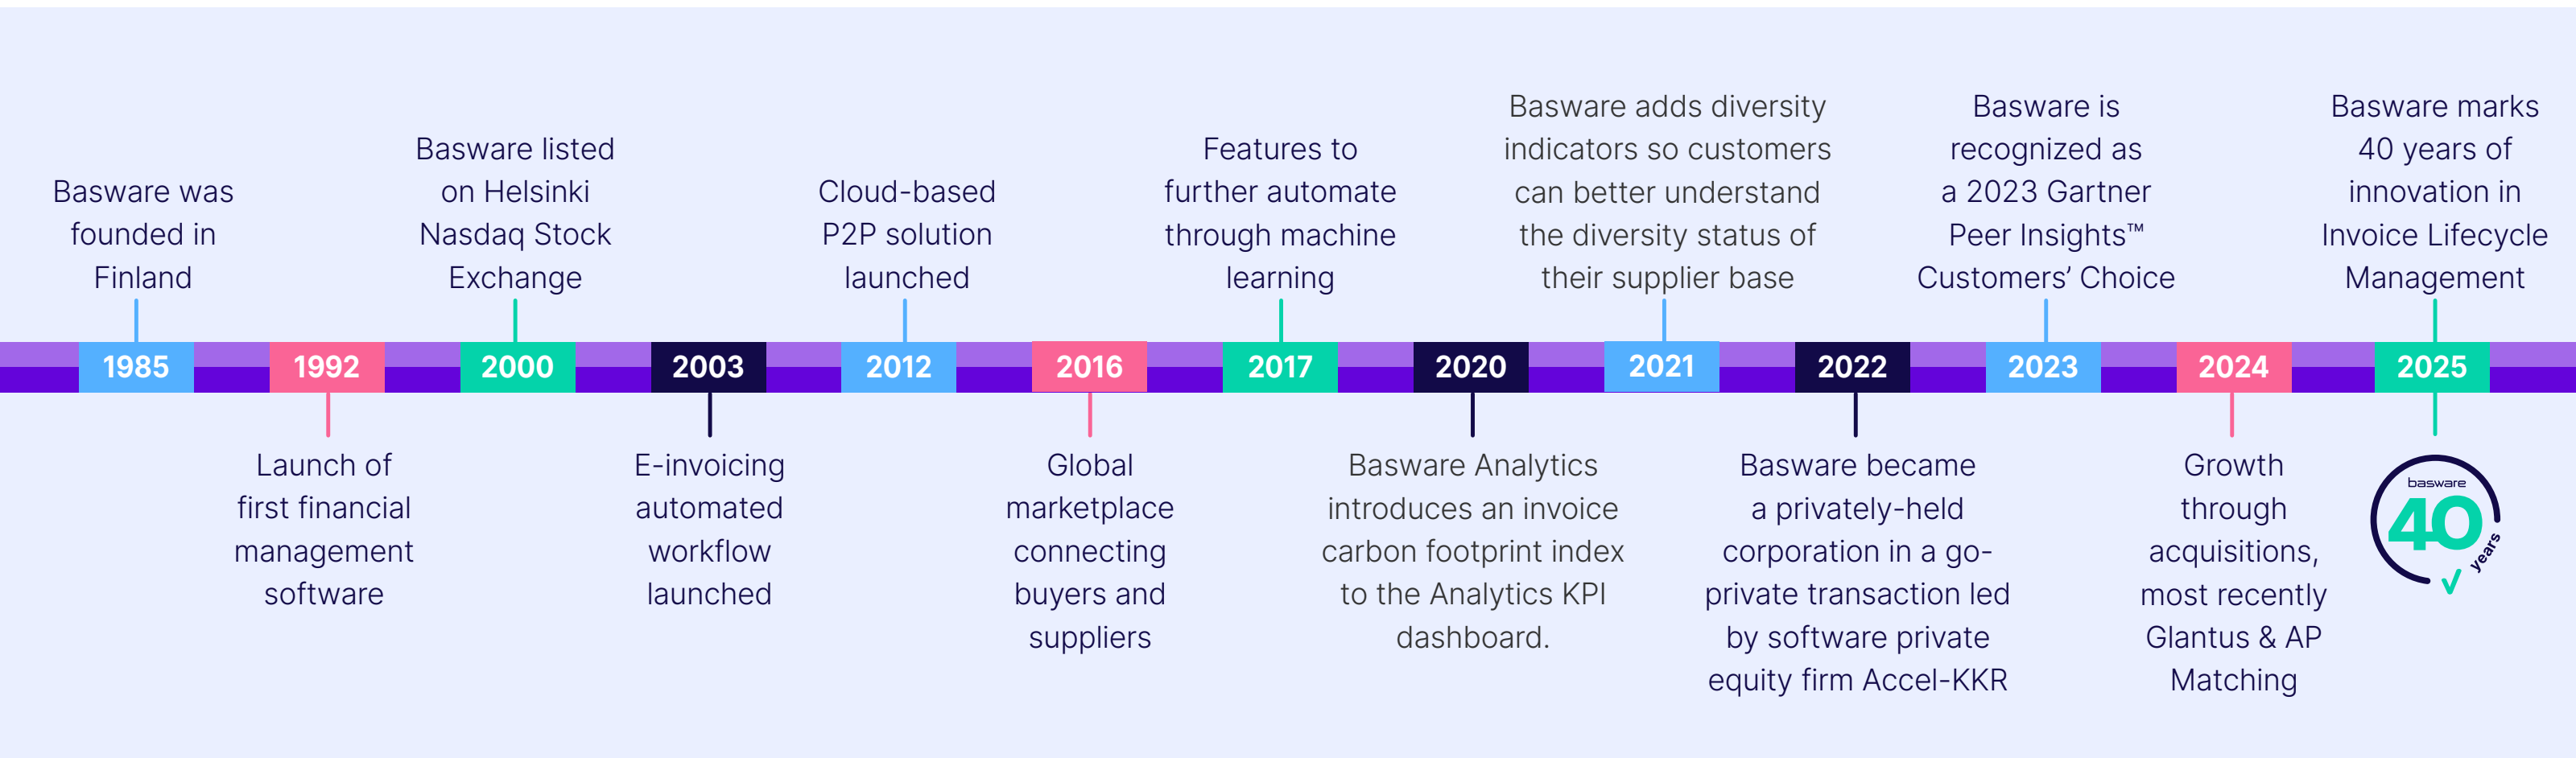 Basware was
founded in
Finland
1985
1992
Launch of
first financial
management
software
Basware listed
on Helsinki
Nasdaq Stock
Exchange
2000
2003
E-invoicing
automated
workflow
launched
Cloud-based
P2P solution
launched
2012
2016
Global
marketplace
connecting
buyers and
suppliers
Features to
further automate
through machine
learning
2017
2020
Basware Analytics
introduces an invoice
carbon footprint index
to the Analytics KPI
dashboard.
Basware adds diversity
indicators so customers
can better understand
the diversity status of
their supplier base
2021
2022
Basware became
a privately-held
corporation in a go-
private transaction led
by software private
equity firm Accel-KKR
Basware is
recognized as
a 2023 Gartner
Peer Insights™
Customers’ Choice
2023
2024
Growth
through
acquisitions,
most recently
Glantus & AP
Matching
Basware marks
40 years of
innovation in
Invoice Lifecycle
Management
2025
basware
40
years